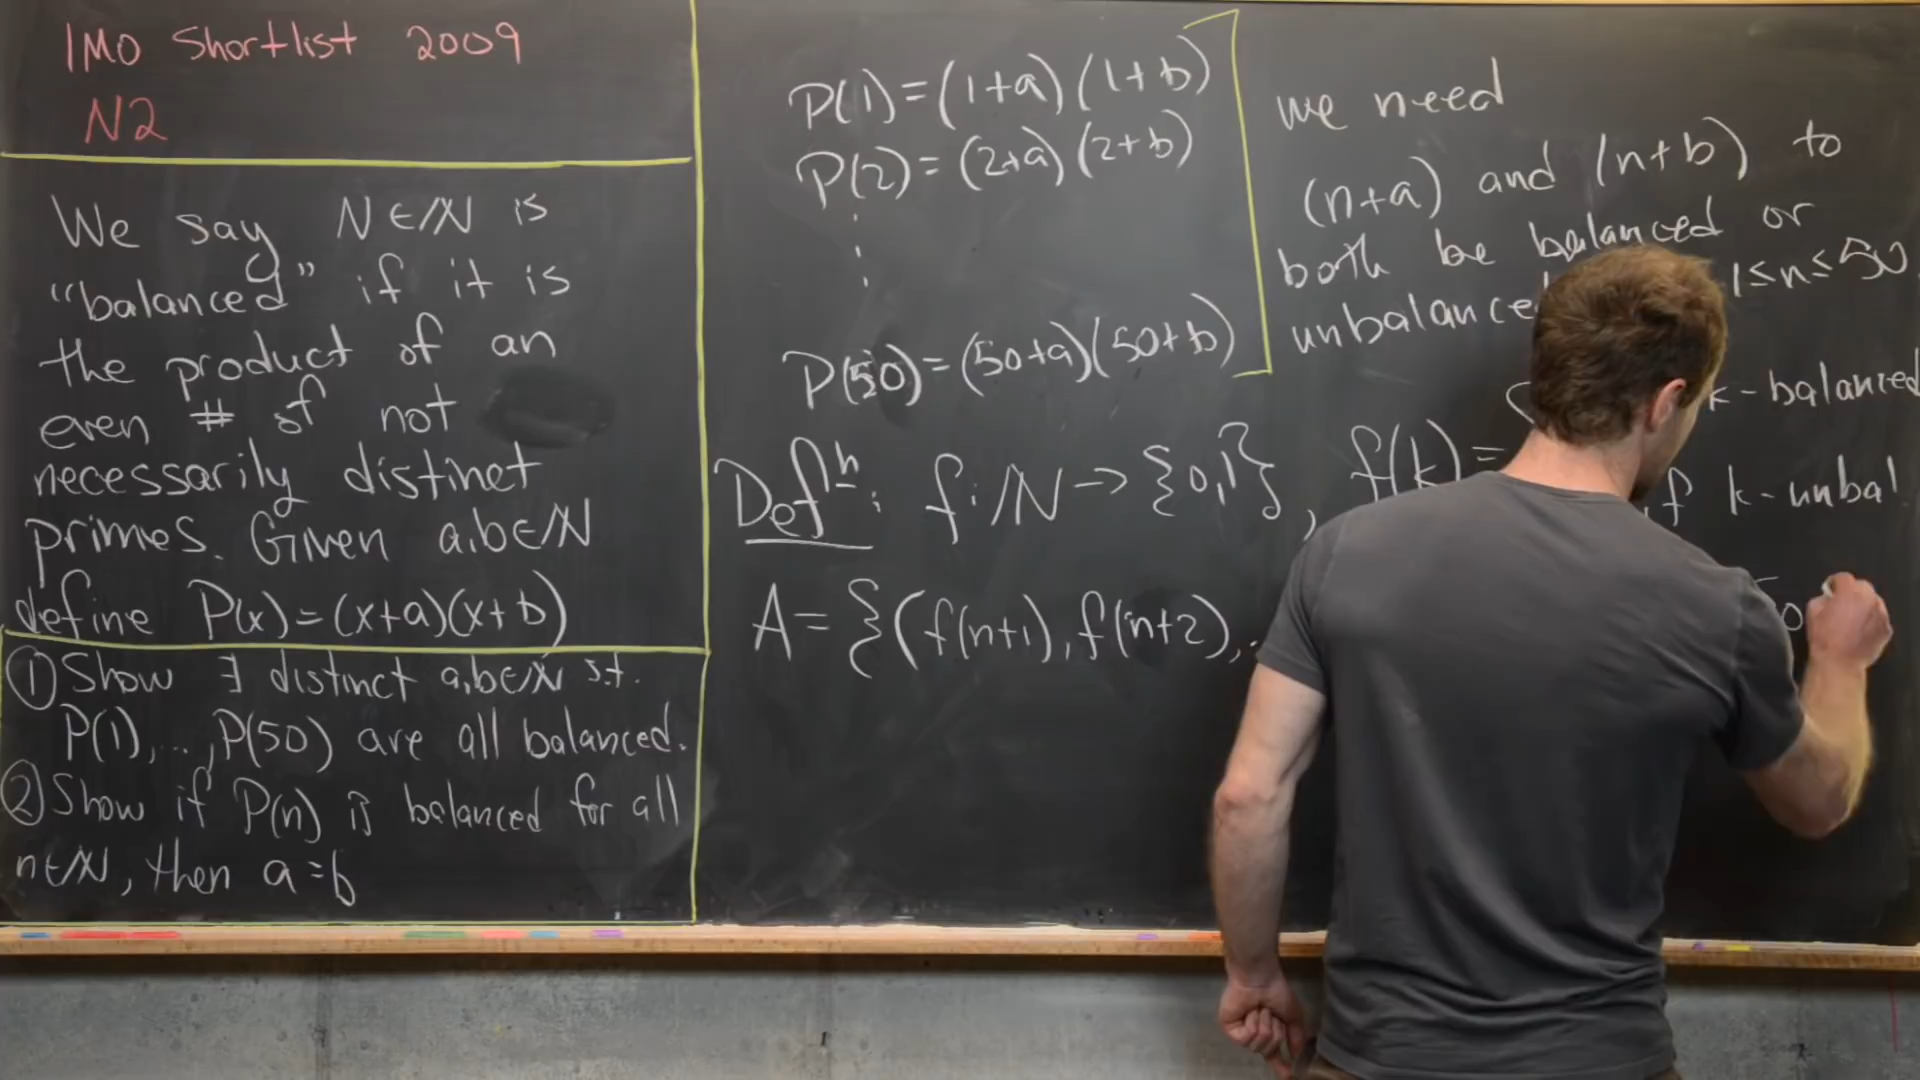 IMO Shortlist 2009
N2
We say N∈ℕ is
"balanced" if it is
the product of an
even # of not
necessarily distinct
primes. Given a,b∈ℕ
define P(x)=(x+a)(x+b)
① Show ∃ distinct a,b∈ℕ s.t.
P(1),...,P(50) are all balanced.
② Show if P(n) is balanced for all
n∈ℕ, then a=b
P(1)=(1+a)(1+b)
P(2)=(2+a)(2+b)
⋮
P(50)=(50+a)(50+b)
we need
(n+a) and (n+b) to
both be balanced or
unbalance 1≤n≤50
Defⁿ: f:ℕ→{0,1}, f(k)=
k-balanced
if k-unbal.
A={(f(n+1),f(n+2),..